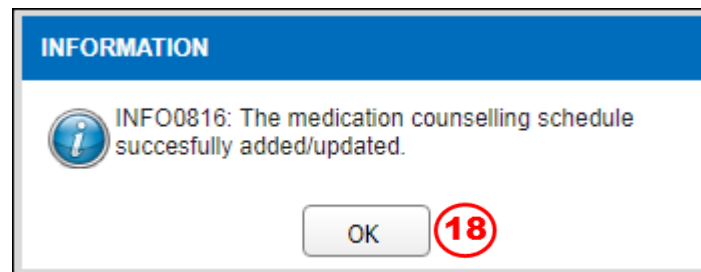 INFORMATION
INFO0816: The medication counselling schedule
succesfully added/updated.
OK
18